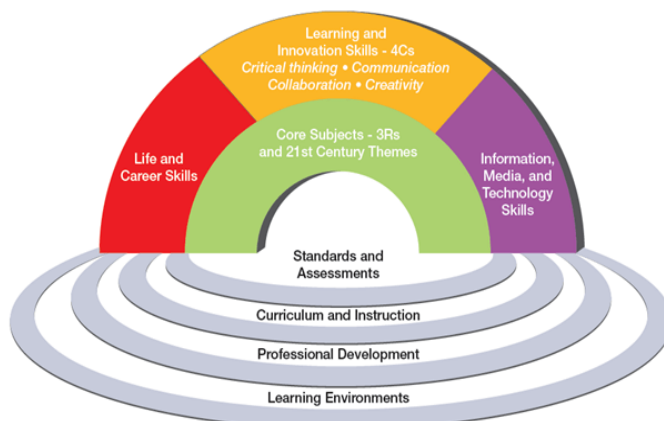 Learning and
Innovation Skills - 4Cs
Critical thinking • Communication
Collaboration • Creativity
Core Subjects - 3Rs
and 21st Century Themes
Life and
Career Skills
Information,
Media, and
Technology
Skills
Standards and
Assessments
Curriculum and Instruction
Professional Development
Learning Environments